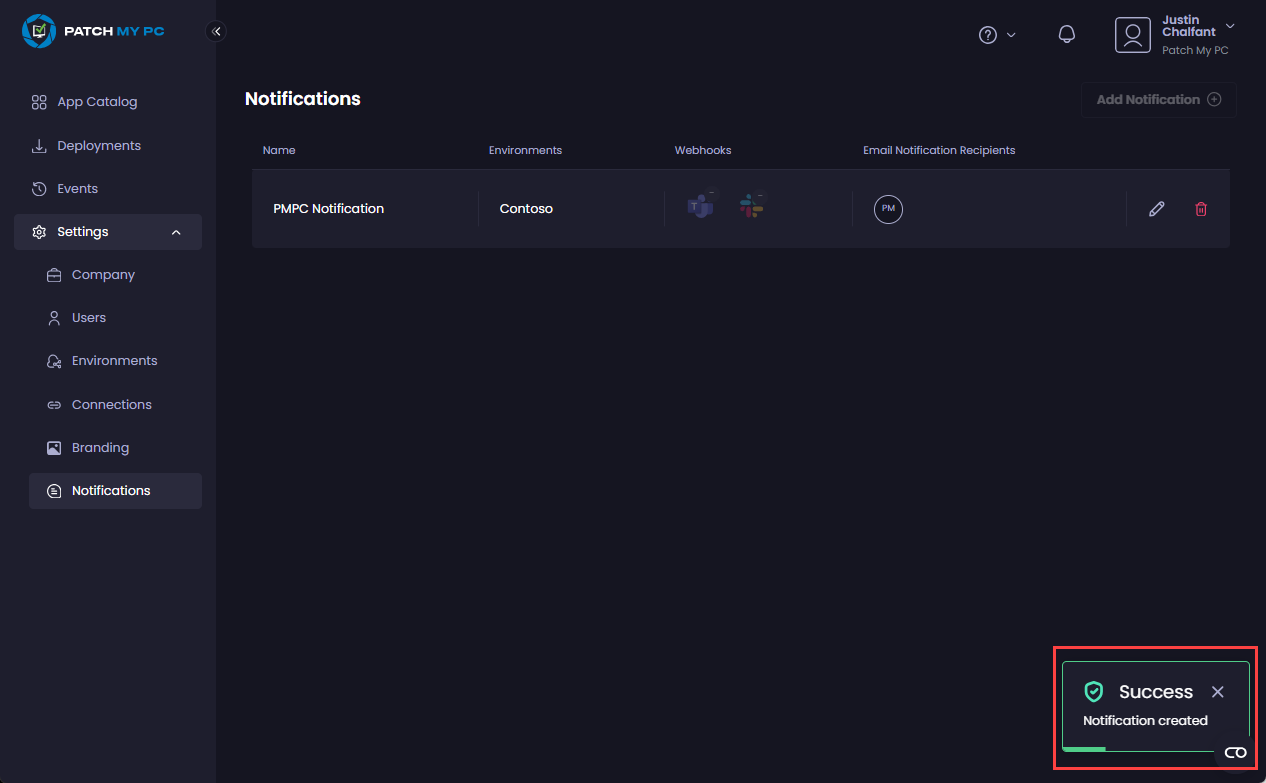 PATCH MY PC
Justin
Chalfant
Patch My PC
App Catalog
Deployments
Events
Settings
Company
Users
Environments
Connections
Branding
Notifications
Notifications
Add Notification
Name Environments Webhooks Email Notification Recipients
PMPC Notification Contoso T PM
Success
Notification created